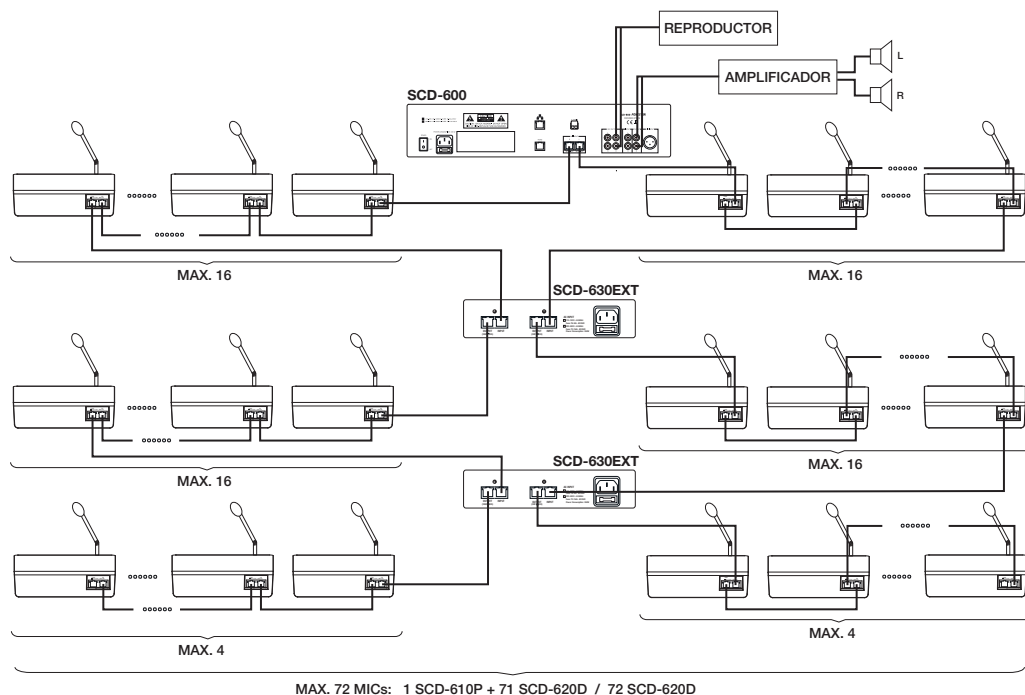 REPRODUCTOR
AMPLIFICADOR
L
R
SCD-600
MAX. 16
MAX. 16
SCD-630EXT
MAX. 16
MAX. 16
SCD-630EXT
MAX. 4
MAX. 4
MAX. 72 MICs: 1 SCD-610P + 71 SCD-620D / 72 SCD-620D